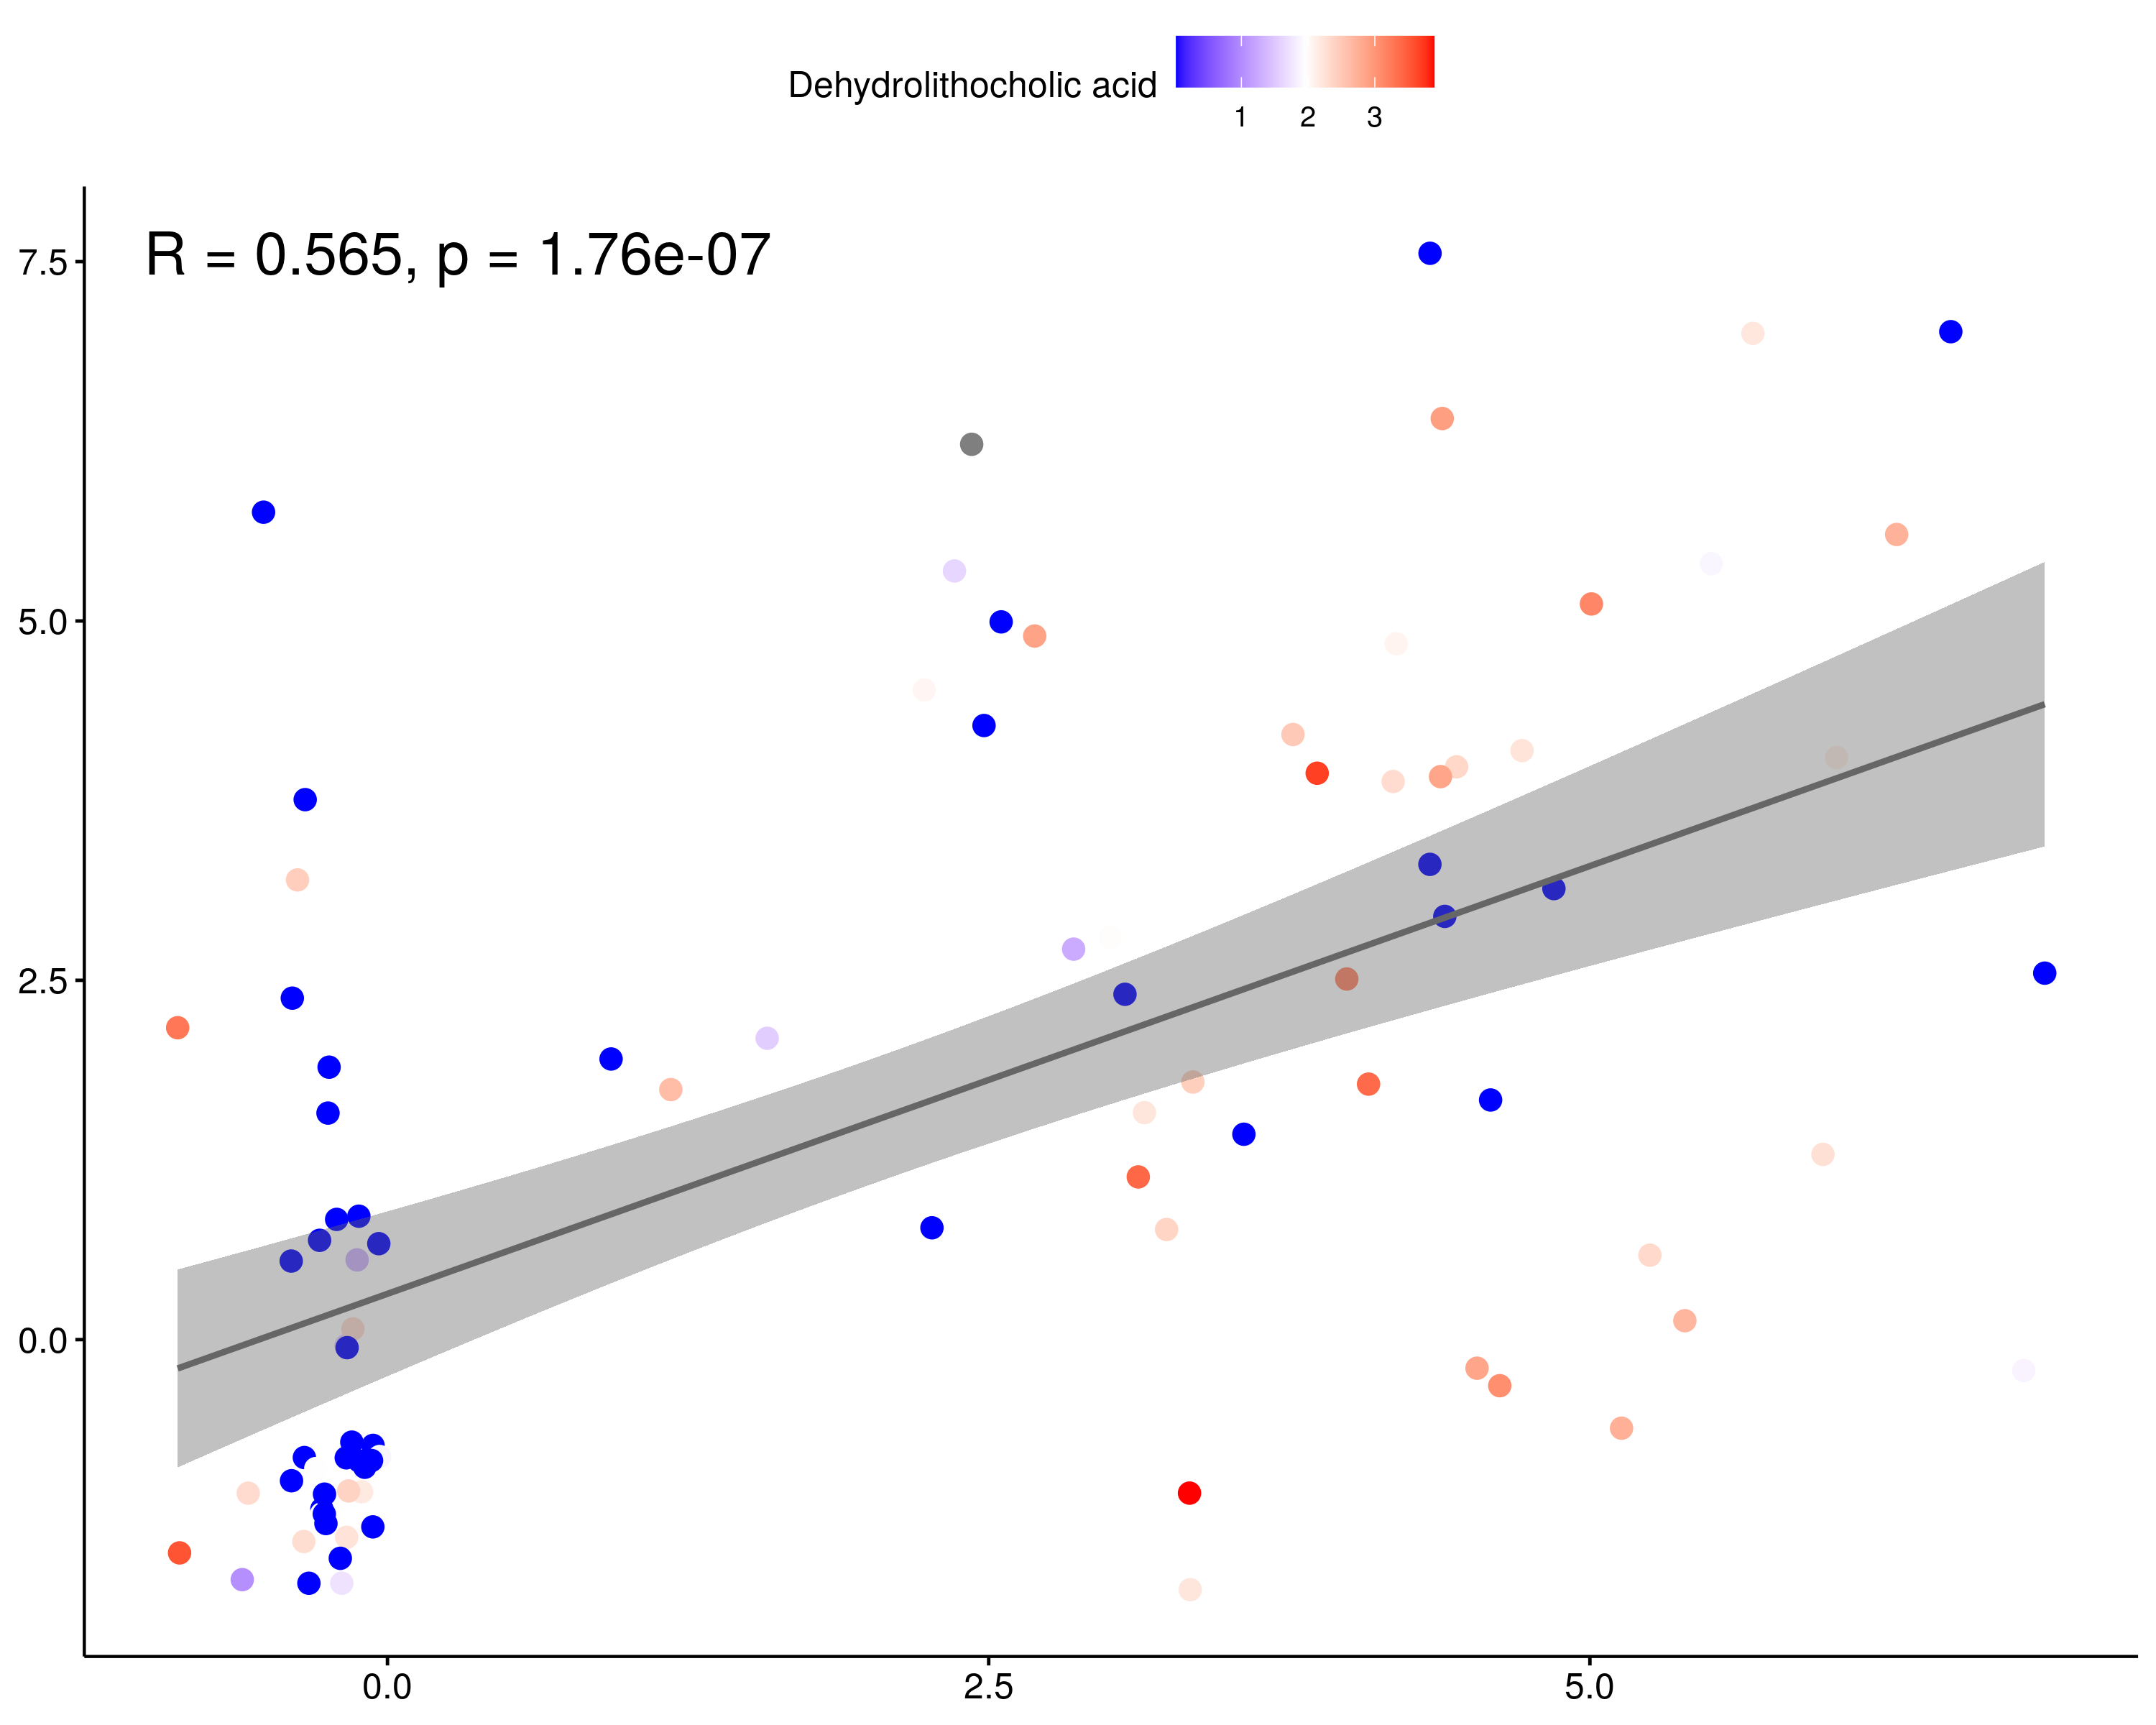 Dehydrolithocholic acid
1 2 3
R = 0.565, p = 1.76e-07
7.5
5.0
2.5
0.0
0.0 2.5 5.0